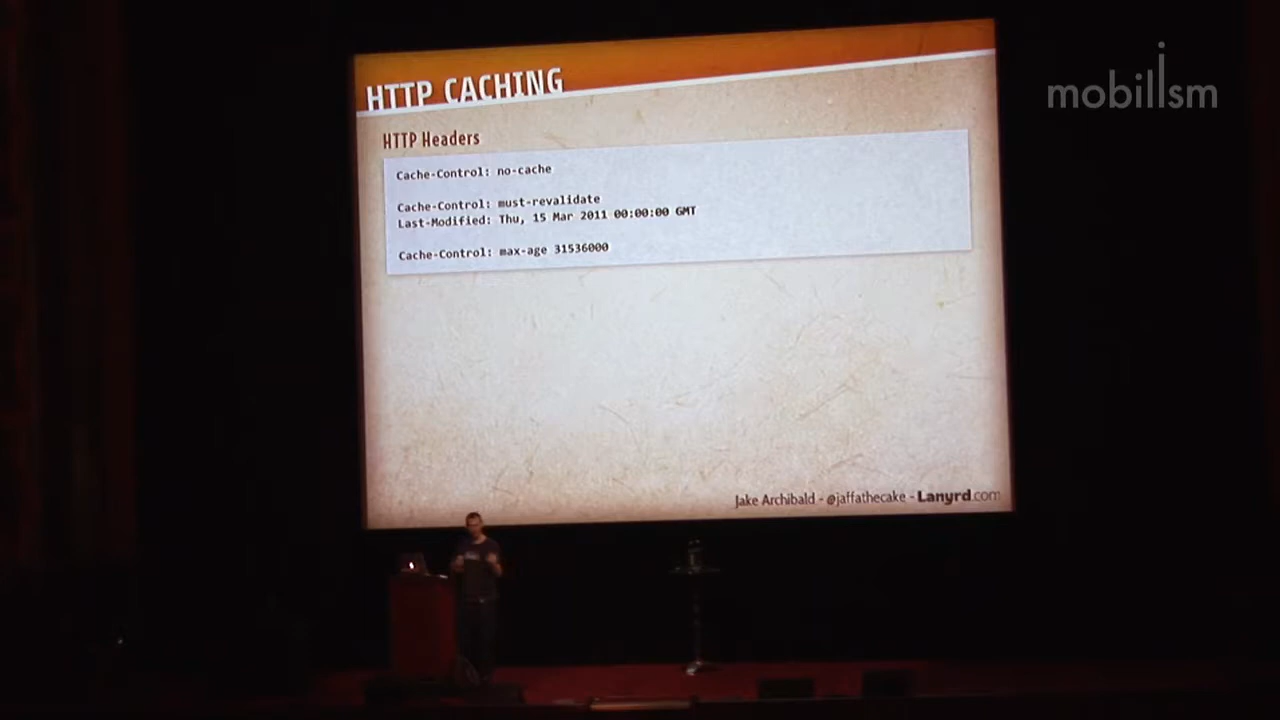 mobilism
HTTP CACHING
HTTP Headers
Cache-Control: no-cache
Cache-Control: must-revalidate
Last-Modified: Thu, 15 Mar 2011 00:00:00 GMT
Cache-Control: max-age 31536000
Jake Archibald - @jaffathecake - Lanyrd.com